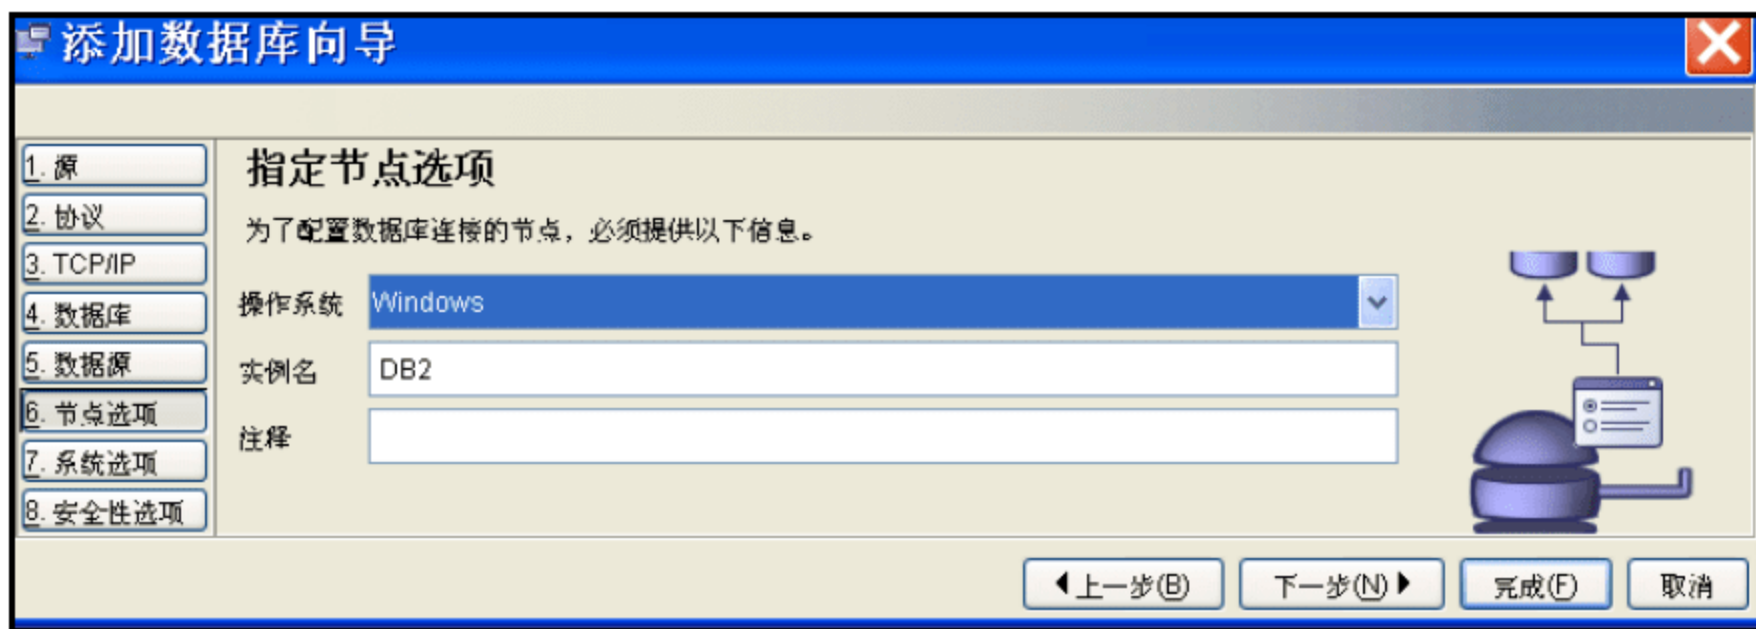 添加数据库向导
1. 源
2. 协议
3. TCP/IP
4. 数据库
5. 数据源
6. 节点选项
7. 系统选项
8. 安全性选项
指定节点选项
为了配置数据库连接的节点，必须提供以下信息。
操作系统 Windows
实例名 DB2
注释
上一步(B) 下一步(N) 完成(F) 取消